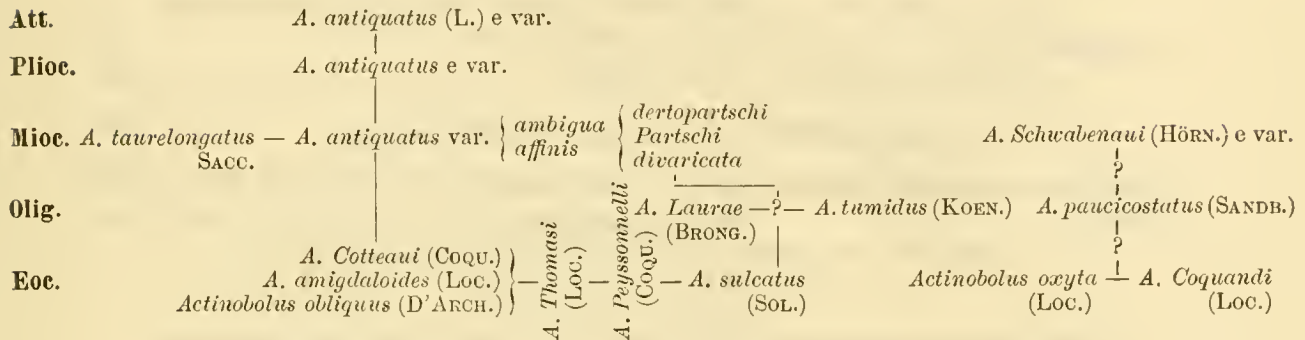 Att. A. antiquatus (L.) e var.
Plioc. A. antiquatus e var.
Mioc. A. taurelongatus — A. antiquatus var. { ambigua { dertopartschi
affinis Partschi A. Schwabenaui (HÖRN.) e var.
SACC. divaricata
?
Olig. A. Laurae —?— A. tumidus (KOEN.) A. paucicostatus (SANDB.)
(BRONG.)
?
A. Thomasi
(LOC.)
A. Peyssonnelli
(COQU.)
A. Cotteaui (COQU.)
Eoc. A. amigdaloides (LOC.) } — — — A. sulcatus Actinobolus oxyta — A. Coquandi
Actinobolus obliquus (D'ARCH.) (SOL.) (LOC.) (LOC.)